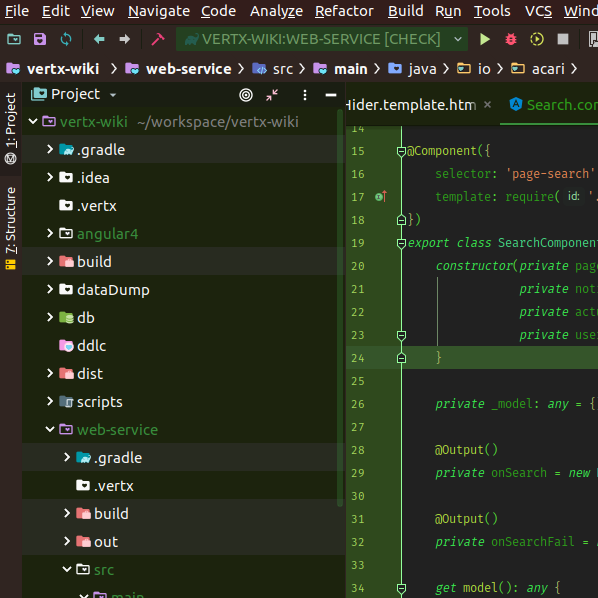 File Edit View Navigate Code Analyze Refactor Build Run Tools VCS Wind
VERTX-WIKI:WEB-SERVICE [CHECK]
vertx-wiki web-service src main java io acari
1: Project
7: Structure
Project
vertx-wiki ~/workspace/vertx-wiki
.gradle
.idea
.vertx
angular4
build
dataDump
db
ddlc
dist
scripts
web-service
.gradle
.vertx
build
out
src
main
Hider.template.htm Search.co
14
15 @Component({
16 selector: 'page-search'
17 template: require( id: '.
18 })
19 export class SearchComponent
20 constructor(private pag
21 private not
22 private act
23 private use
24 }
25
26 private _model: any = {
27
28 @Output()
29 private onSearch = new
30
31 @Output()
32 private onSearchFail =
33
34 get model(): any {